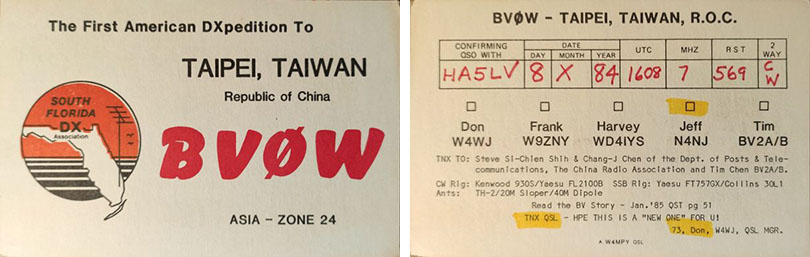 The First American DXpedition To
TAIPEI, TAIWAN
Republic of China
SOUTH
FLORIDA
DX
Association
BVØW
ASIA - ZONE 24
BVØW - TAIPEI, TAIWAN, R.O.C.
CONFIRMING QSO WITH DATE DAY MONTH YEAR UTC MHZ RST 2 WAY
HA5LV 8 X 84 1608 7 569 CW
Don Frank Harvey Jeff Tim
W4WJ W9ZNY WD4IYS N4NJ BV2A/B
TNX TO: Steve Si-Chien Shih & Chang-J Chen of the Dept. of Posts & Tele-
communications, The China Radio Association and Tim Chen BV2A/B.
CW Rig: Kenwood 930S/Yaesu FL2100B SSB Rig: Yaesu FT757GX/Collins 30L1
Ants: TH-2/20M Sloper/40M Dipole
Read the BV Story - Jan.'85 QST pg 51
TNX QSL - HPE THIS IS A "NEW ONE" FOR U!
73, Don, W4WJ, QSL MGR.
A W4MPY QSL